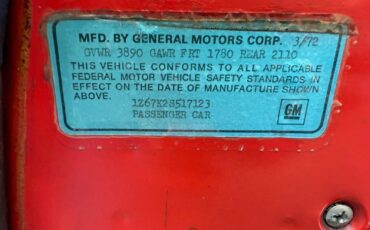 MFD. BY GENERAL MOTORS CORP. 3/72
GVWR 3890 GAWR FRT 1780 REAR 2110
THIS VEHICLE CONFORMS TO ALL APPLICABLE
FEDERAL MOTOR VEHICLE SAFETY STANDARDS IN
EFFECT ON THE DATE OF MANUFACTURE SHOWN
ABOVE.
1Z67K2S517123
PASSENGER CAR
GM